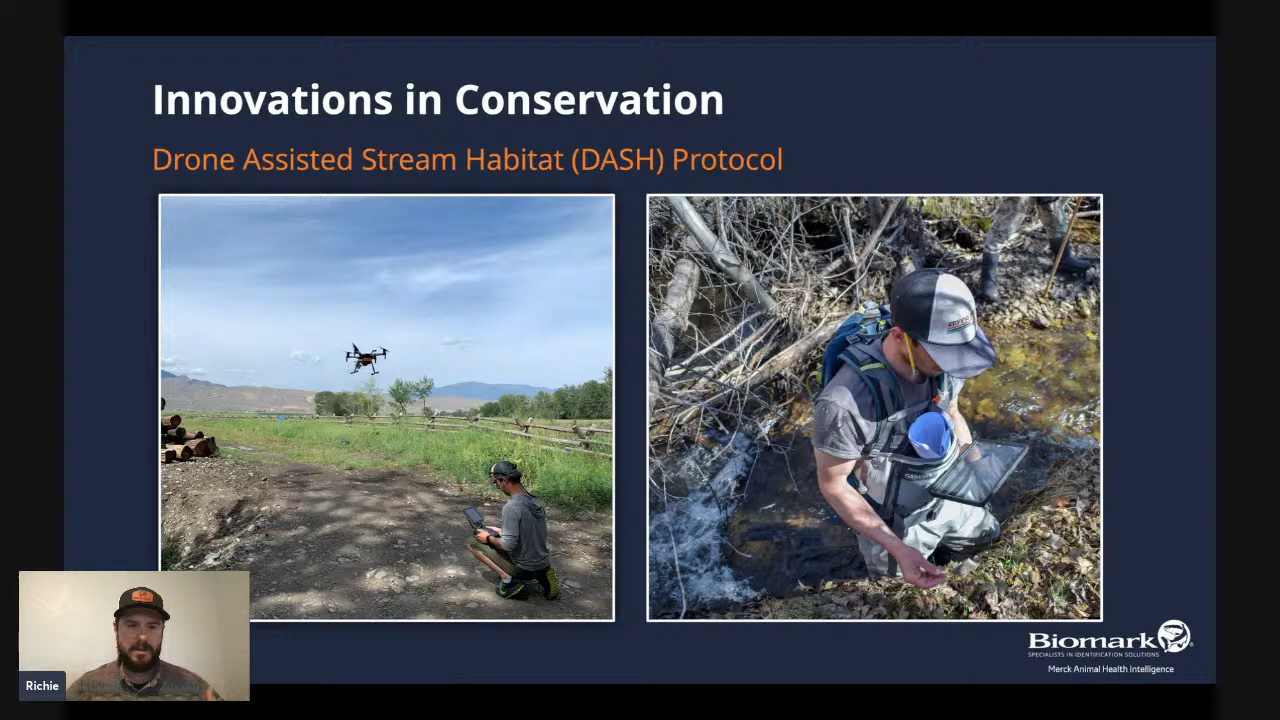 Innovations in Conservation
Drone Assisted Stream Habitat (DASH) Protocol
Richie
Biomark
SPECIALISTS IN IDENTIFICATION SOLUTIONS
Merck Animal Health Intelligence